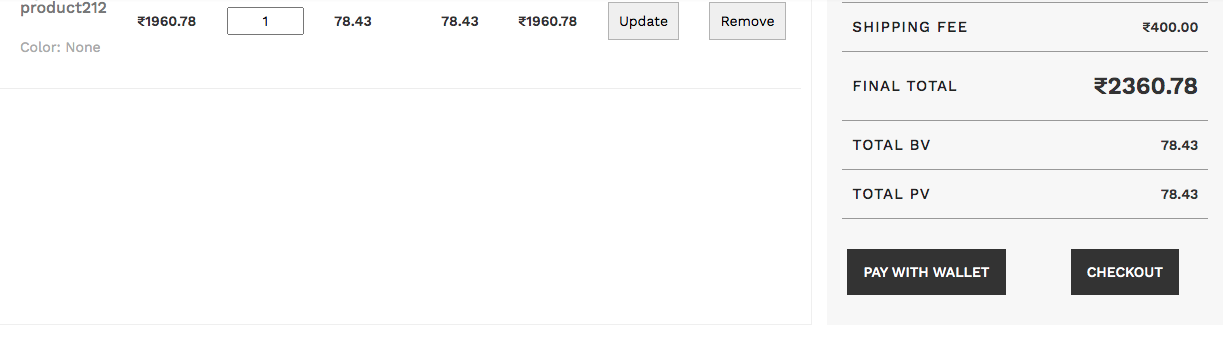 product212
₹1960.78 1 78.43 78.43 ₹1960.78 Update Remove
Color: None
SHIPPING FEE ₹400.00
FINAL TOTAL ₹2360.78
TOTAL BV 78.43
TOTAL PV 78.43
PAY WITH WALLET CHECKOUT